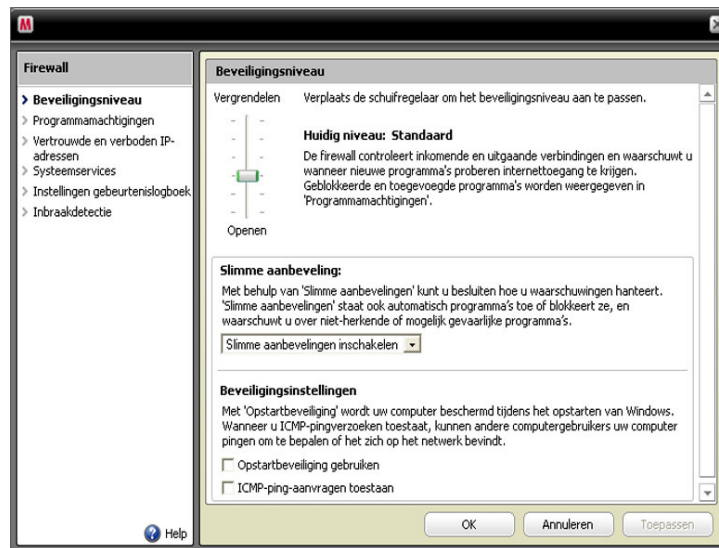 M
Firewall
Beveiligingsniveau
Programmamachtigingen
Vertrouwde en verboden IP-
adressen
Systeemservices
Instellingen gebeurtenislogboek
Inbraakdetectie
Help
Beveiligingsniveau
Vergrendelen
Openen
Verplaats de schuifregelaar om het beveiligingsniveau aan te passen.
Huidig niveau: Standaard
De firewall controleert inkomende en uitgaande verbindingen en waarschuwt u
wanneer nieuwe programma's proberen internettoegang te krijgen.
Geblokkeerde en toegevoegde programma's worden weergegeven in
'Programmamachtigingen'.
Slimme aanbeveling:
Met behulp van 'Slimme aanbevelingen' kunt u besluiten hoe u waarschuwingen hanteert.
'Slimme aanbevelingen' staat ook automatisch programma's toe of blokkeert ze, en
waarschuwt u over niet-herkende of mogelijk gevaarlijke programma's.
Slimme aanbevelingen inschakelen
Beveiligingsinstellingen
Met 'Opstartbeveiliging' wordt uw computer beschermd tijdens het opstarten van Windows.
Wanneer u ICMP-pingverzoeken toestaat, kunnen andere computergebruikers uw computer
pingen om te bepalen of het zich op het netwerk bevindt.
Opstartbeveiliging gebruiken
ICMP-ping-aanvragen toestaan
OK
Annuleren
Toepassen